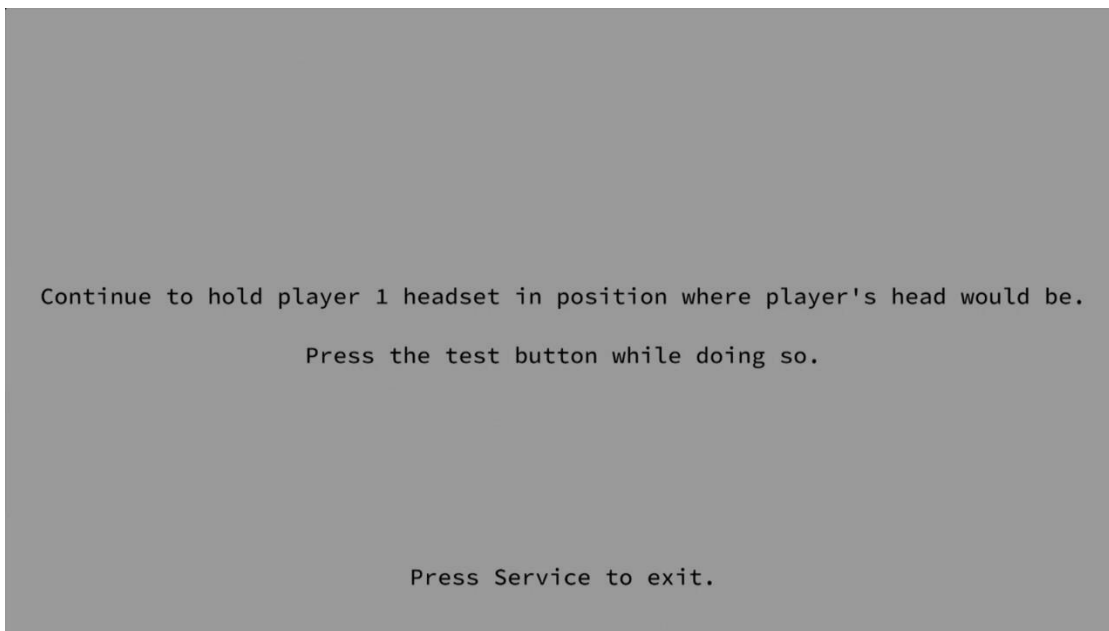 Continue to hold player 1 headset in position where player's head would be.
Press the test button while doing so.
Press Service to exit.